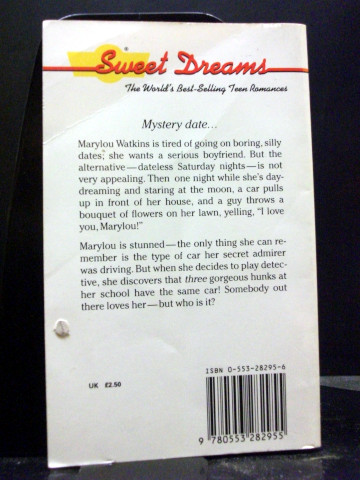 Sweet Dreams
The World's Best-Selling Teen Romances
Mystery date...
Marylou Watkins is tired of going on boring, silly
dates; she wants a serious boyfriend. But the
alternative—dateless Saturday nights—is not
very appealing. Then one night while she's day-
dreaming and staring at the moon, a car pulls
up in front of her house, and a guy throws a
bouquet of flowers on her lawn, yelling, "I love
you, Marylou!"
Marylou is stunned—the only thing she can re-
member is the type of car her secret admirer
was driving. But when she decides to play detec-
tive, she discovers that three gorgeous hunks at
her school have the same car! Somebody out
there loves her—but who is it?
ISBN 0-553-28295-6
UK £2.50
9 780553 282955